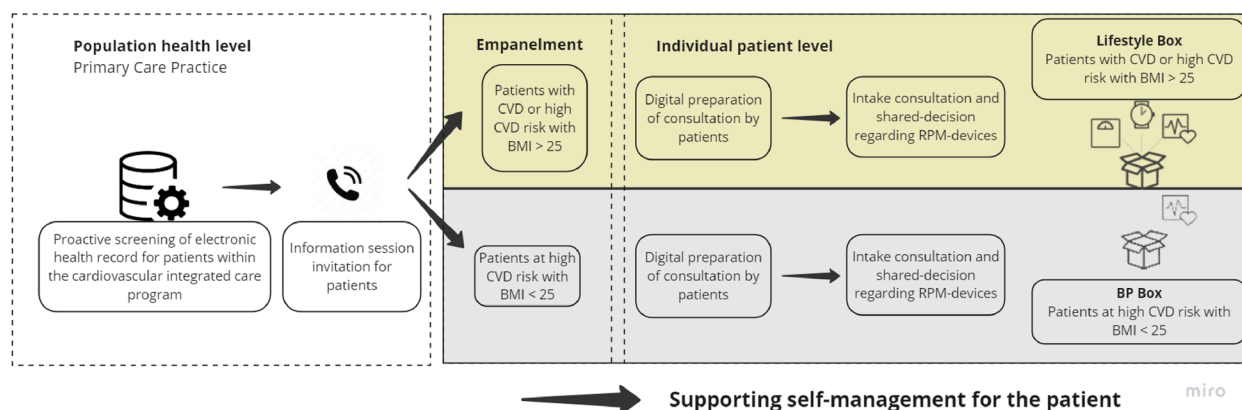 Population health level
Primary Care Practice
Proactive screening of electronic
health record for patients within
the cardiovascular integrated care
program
Information session
invitation for
patients
Empanelment
Patients with
CVD or high
CVD risk with
BMI > 25
Patients at high
CVD risk with
BMI < 25
Individual patient level
Digital preparation
of consultation by
patients
Intake consultation and
shared-decision
regarding RPM-devices
Lifestyle Box
Patients with CVD or high CVD
risk with BMI > 25
Digital preparation
of consultation by
patients
Intake consultation and
shared-decision
regarding RPM-devices
BP Box
Patients at high CVD risk with
BMI < 25
Supporting self-management for the patient
miro